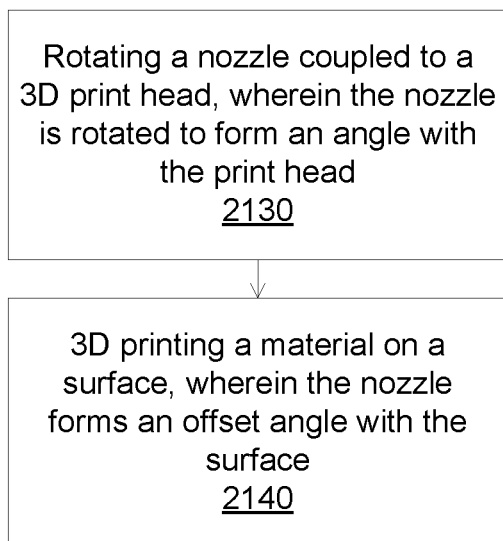 Rotating a nozzle coupled to a
3D print head, wherein the nozzle
is rotated to form an angle with
the print head
2130
3D printing a material on a
surface, wherein the nozzle
forms an offset angle with the
surface
2140